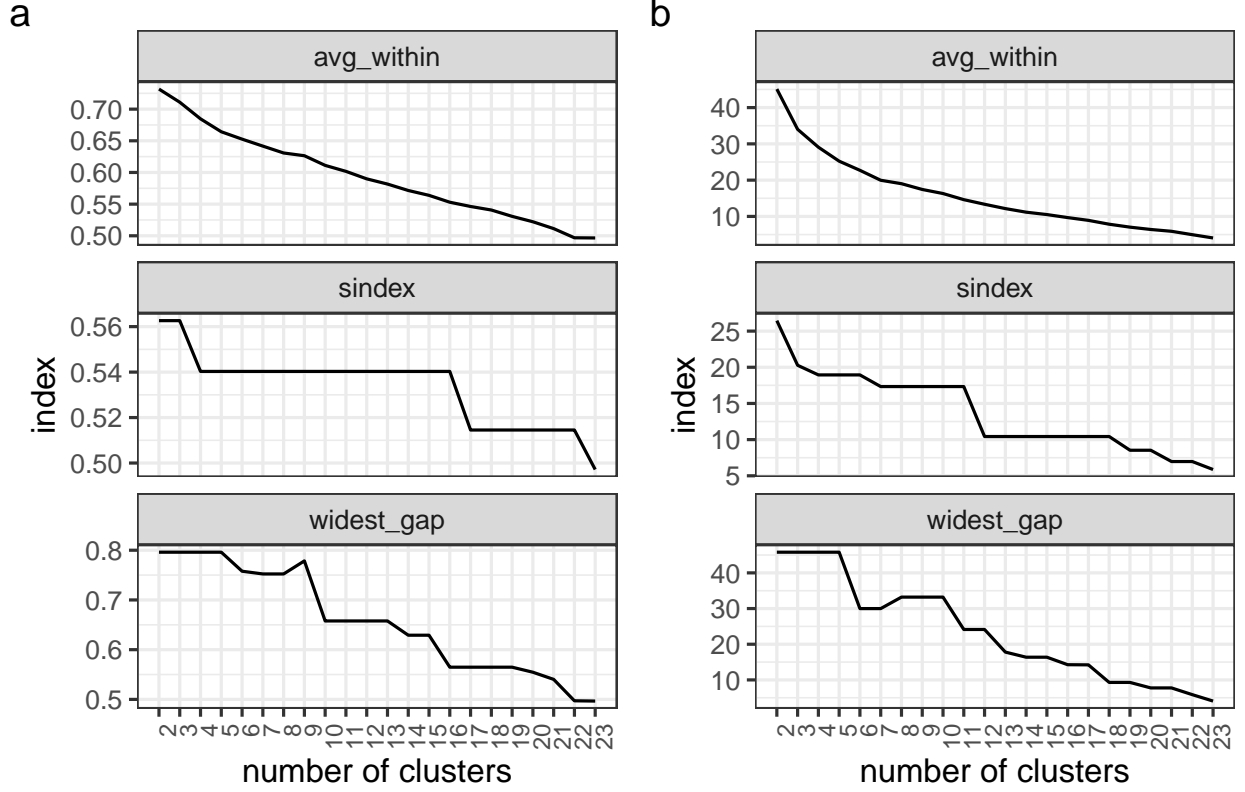 a
avg_within
0.70
0.65
0.60
0.55
0.50
sindex
0.56
0.54
0.52
0.50
widest_gap
0.8
0.7
0.6
0.5
index
2 3 4 5 6 7 8 9 10 11 12 13 14 15 16 17 18 19 20 21 22 23
number of clusters
b
avg_within
40
30
20
10
sindex
25
20
15
10
5
widest_gap
40
30
20
10
index
2 3 4 5 6 7 8 9 10 11 12 13 14 15 16 17 18 19 20 21 22 23
number of clusters